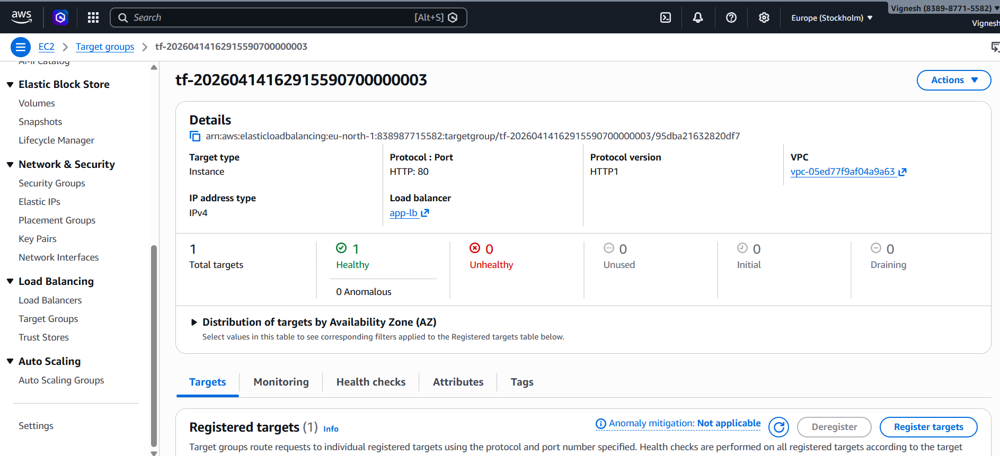 aws
Search
[Alt+S]
Europe (Stockholm)
Vignesh (8389-8771-5582)
Vignesh
EC2
Target groups
tf-20260414162915590700000003
AMI Catalog
Elastic Block Store
Volumes
Snapshots
Lifecycle Manager
Network & Security
Security Groups
Elastic IPs
Placement Groups
Key Pairs
Network Interfaces
Load Balancing
Load Balancers
Target Groups
Trust Stores
Auto Scaling
Auto Scaling Groups
Settings
tf-20260414162915590700000003
Actions
Details
arn:aws:elasticloadbalancing:eu-north-1:838987715582:targetgroup/tf-20260414162915590700000003/95dba21632820df7
Target type
Instance
Protocol : Port
HTTP: 80
Protocol version
HTTP1
VPC
vpc-05ed77f9af04a9a63
IP address type
IPv4
Load balancer
app-lb
1
Total targets
1
Healthy
0 Anomalous
0
Unhealthy
0
Unused
0
Initial
0
Draining
Distribution of targets by Availability Zone (AZ)
Select values in this table to see corresponding filters applied to the Registered targets table below.
Targets
Monitoring
Health checks
Attributes
Tags
Registered targets (1) Info
Anomaly mitigation: Not applicable
Deregister
Register targets
Target groups route requests to individual registered targets using the protocol and port number specified. Health checks are performed on all registered targets according to the target